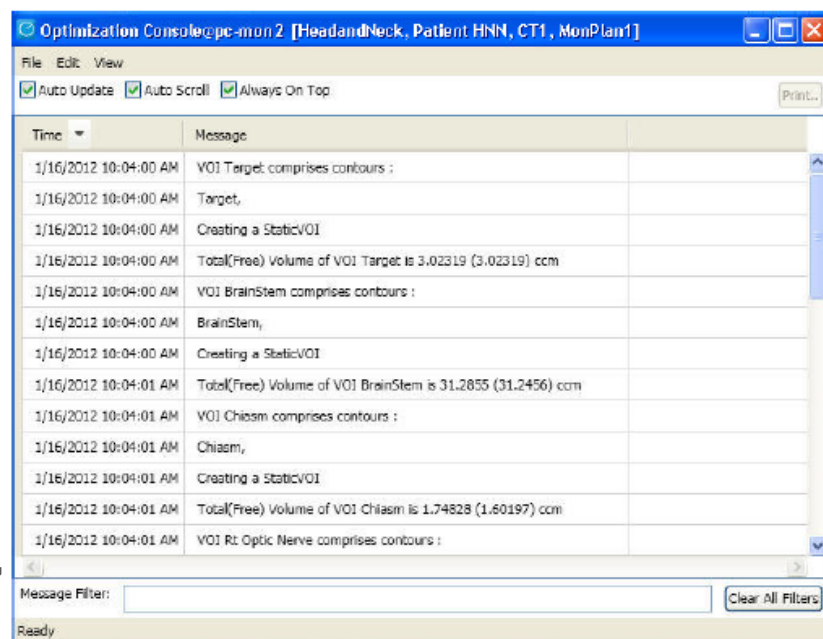 Optimization Console@pc-mon2 [HeadandNeck, Patient HNN, CT1, MonPlan1]
File Edit View
Auto Update Auto Scroll Always On Top Print...
Time Message
1/16/2012 10:04:00 AM VOI Target comprises contours :
1/16/2012 10:04:00 AM Target,
1/16/2012 10:04:00 AM Creating a StaticVOI
1/16/2012 10:04:00 AM Total(Free) Volume of VOI Target is 3.02319 (3.02319) ccm
1/16/2012 10:04:00 AM VOI BrainStem comprises contours :
1/16/2012 10:04:00 AM BrainStem,
1/16/2012 10:04:00 AM Creating a StaticVOI
1/16/2012 10:04:01 AM Total(Free) Volume of VOI BrainStem is 31.2855 (31.2456) ccm
1/16/2012 10:04:01 AM VOI Chiasm comprises contours :
1/16/2012 10:04:01 AM Chiasm,
1/16/2012 10:04:01 AM Creating a StaticVOI
1/16/2012 10:04:01 AM Total(Free) Volume of VOI Chiasm is 1.74828 (1.60197) ccm
1/16/2012 10:04:01 AM VOI Rt Optic Nerve comprises contours :
Message Filter: Clear All Filters
Ready